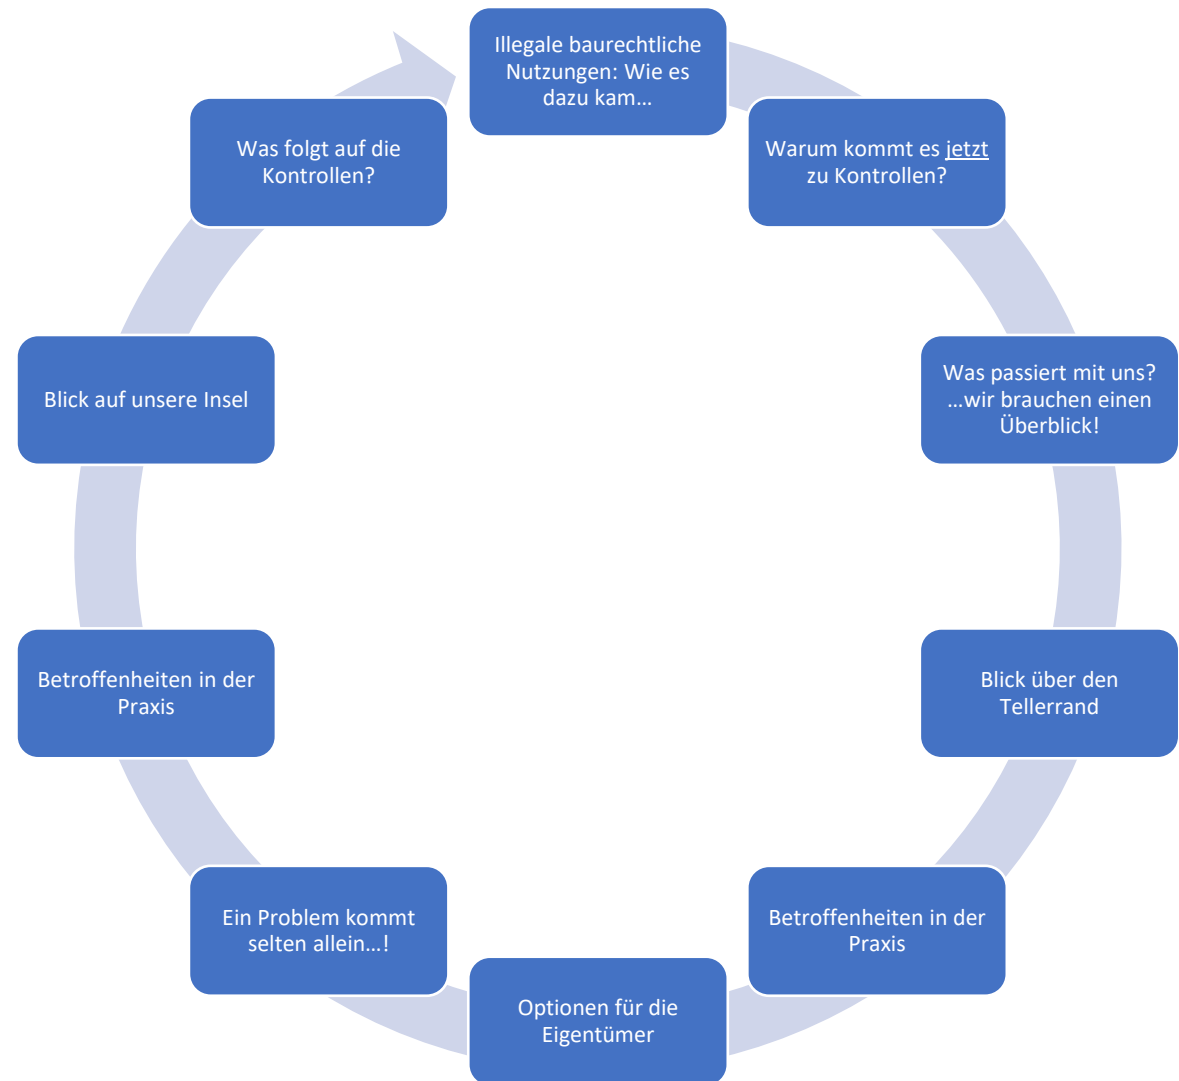 Illegale baurechtliche
Nutzungen: Wie es
dazu kam…
Warum kommt es jetzt
zu Kontrollen?
Was passiert mit uns?
…wir brauchen einen
Überblick!
Blick über den
Tellerrand
Betroffenheiten in der
Praxis
Optionen für die
Eigentümer
Ein Problem kommt
selten allein…!
Betroffenheiten in der
Praxis
Blick auf unsere Insel
Was folgt auf die
Kontrollen?